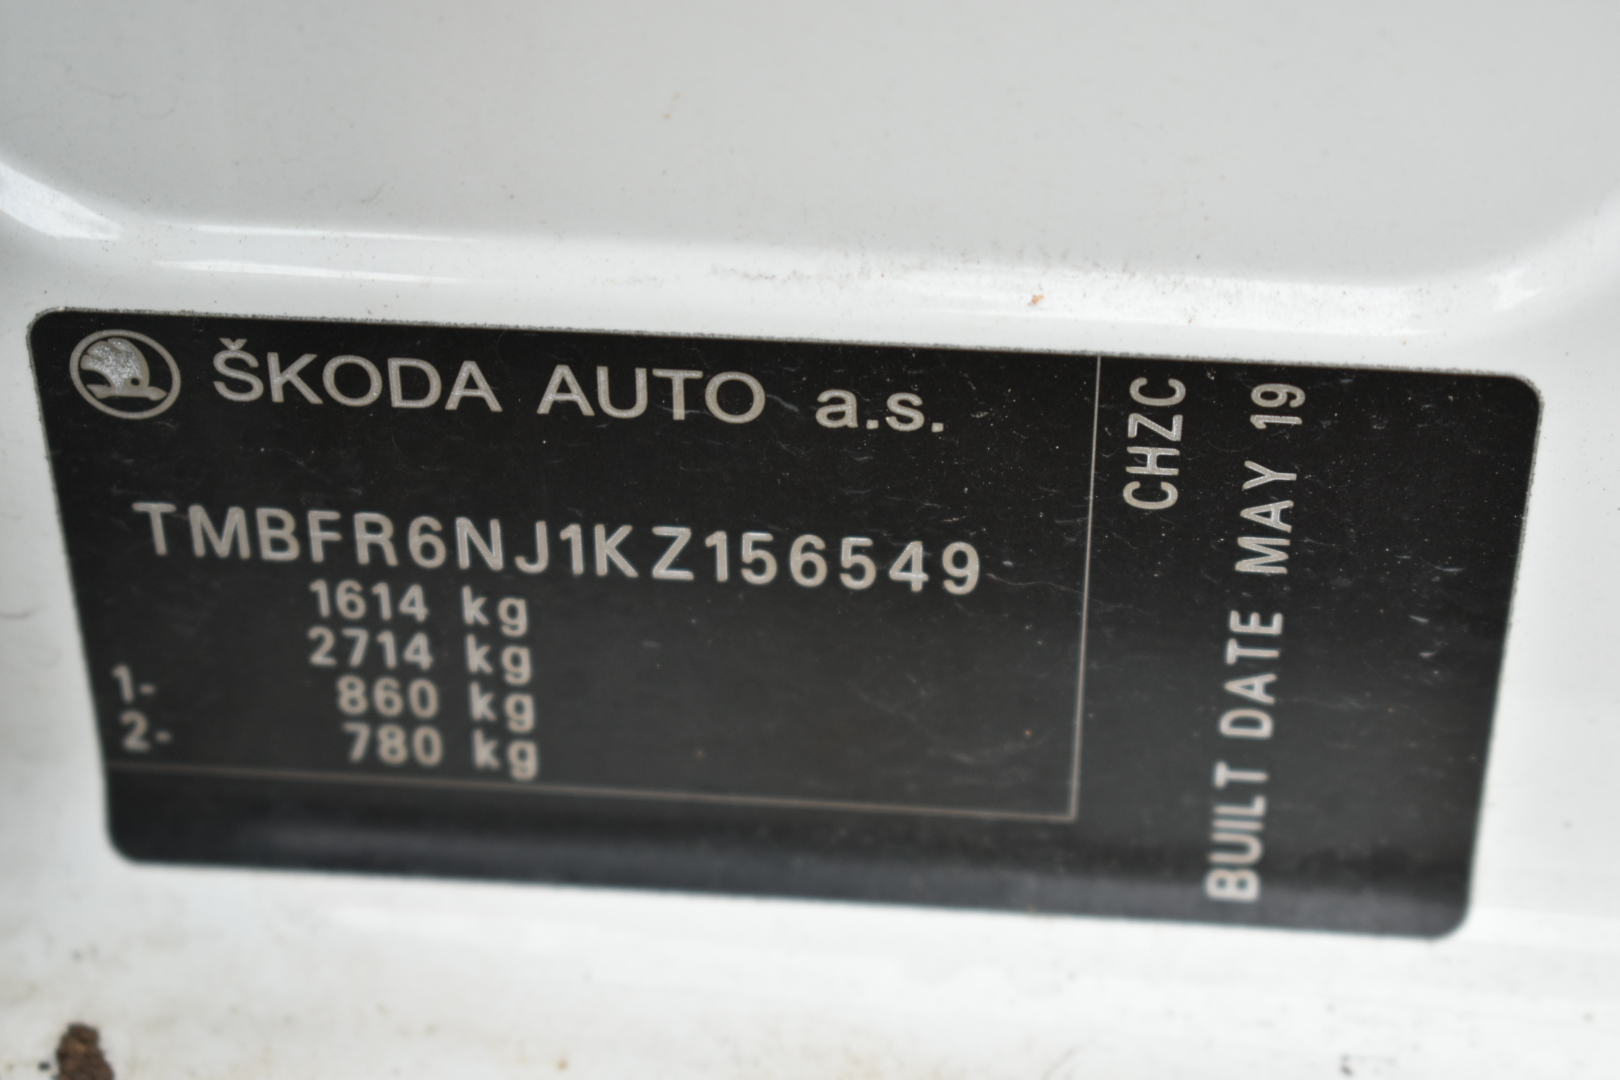 ŠKODA AUTO a.s.
TMBFR6NJ1KZ156549
1614 kg
2714 kg
1- 860 kg
2- 780 kg
CHZC
BUILT DATE MAY 19